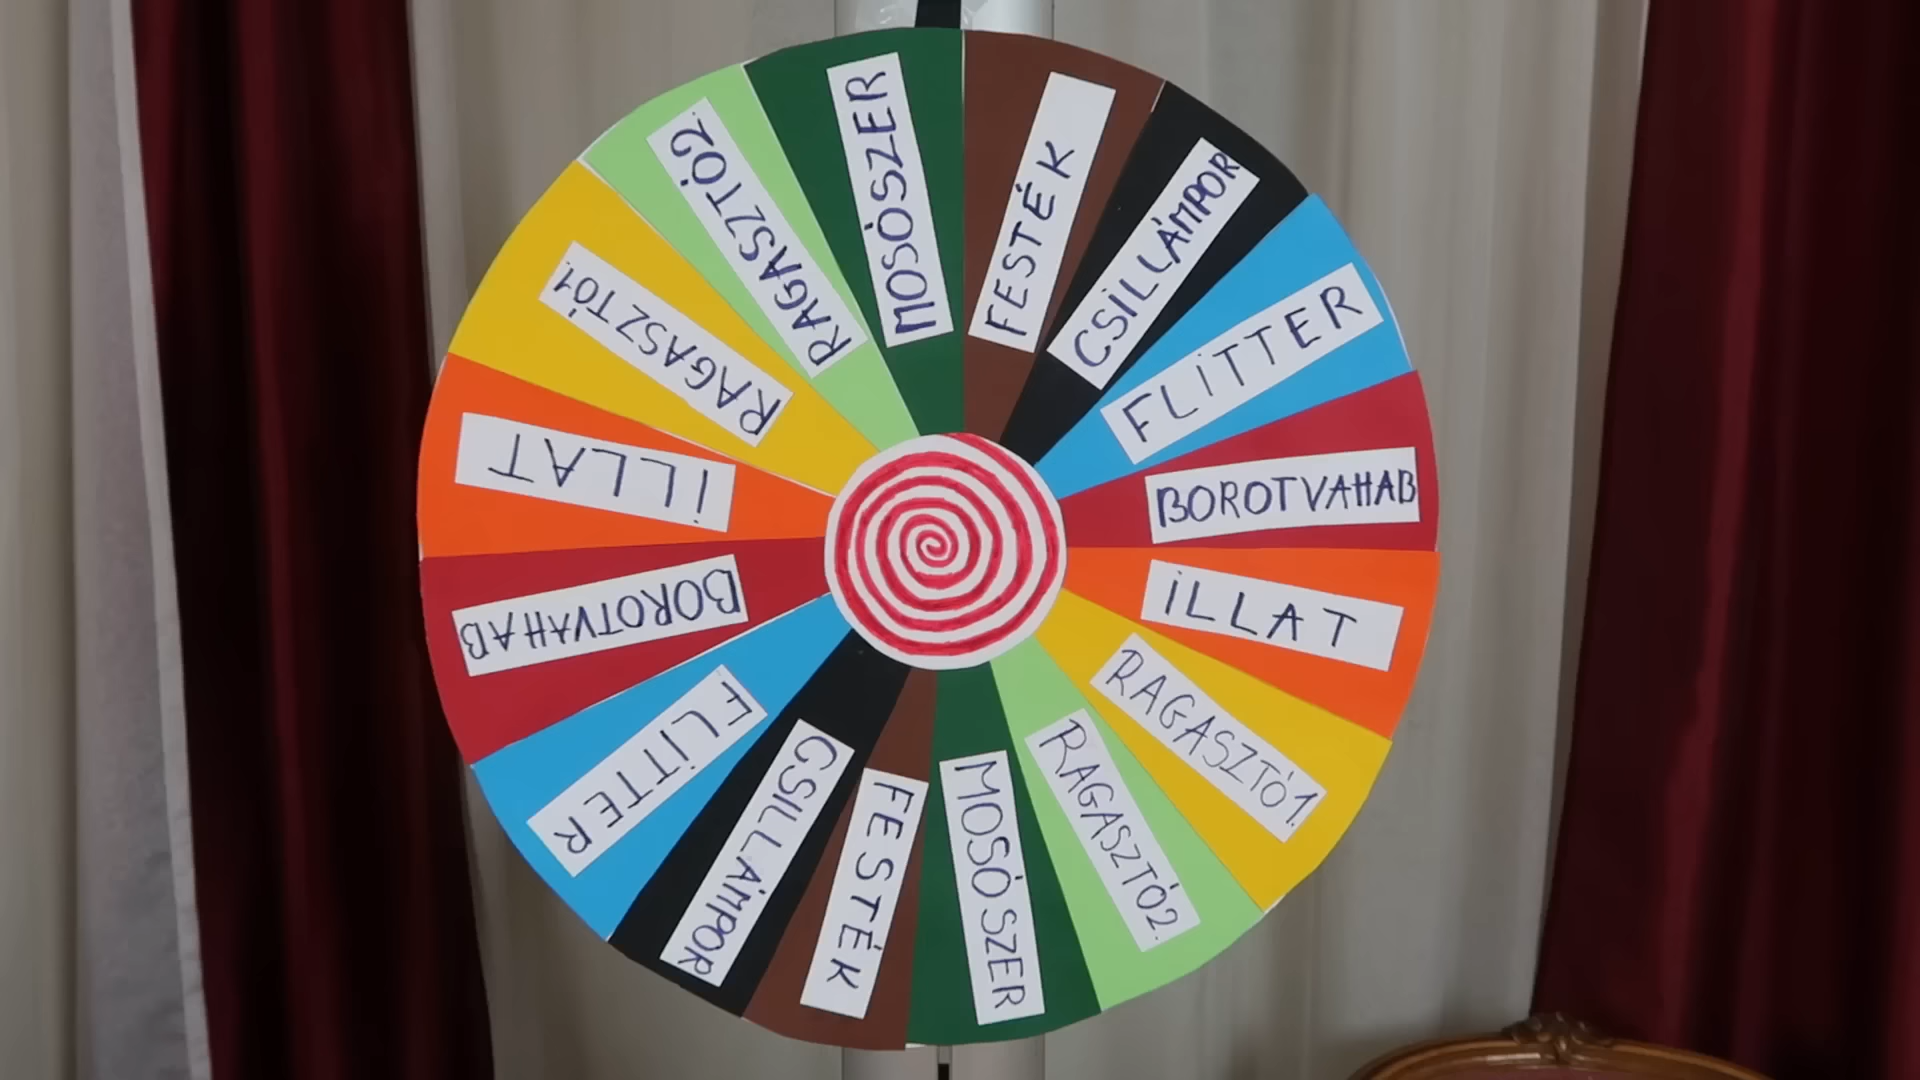 MOSÓSZER
FESTÉK
CSILLÁMPOR
FLITTER
BOROTVAHAB
ILLAT
RAGASZTÓ1.
RAGASZTÓ2.
MOSÓSZER
FESTÉK
CSILLÁMPOR
FLITTER
BOROTVAHAB
ILLAT
RAGASZTÓ1.
RAGASZTÓ2.